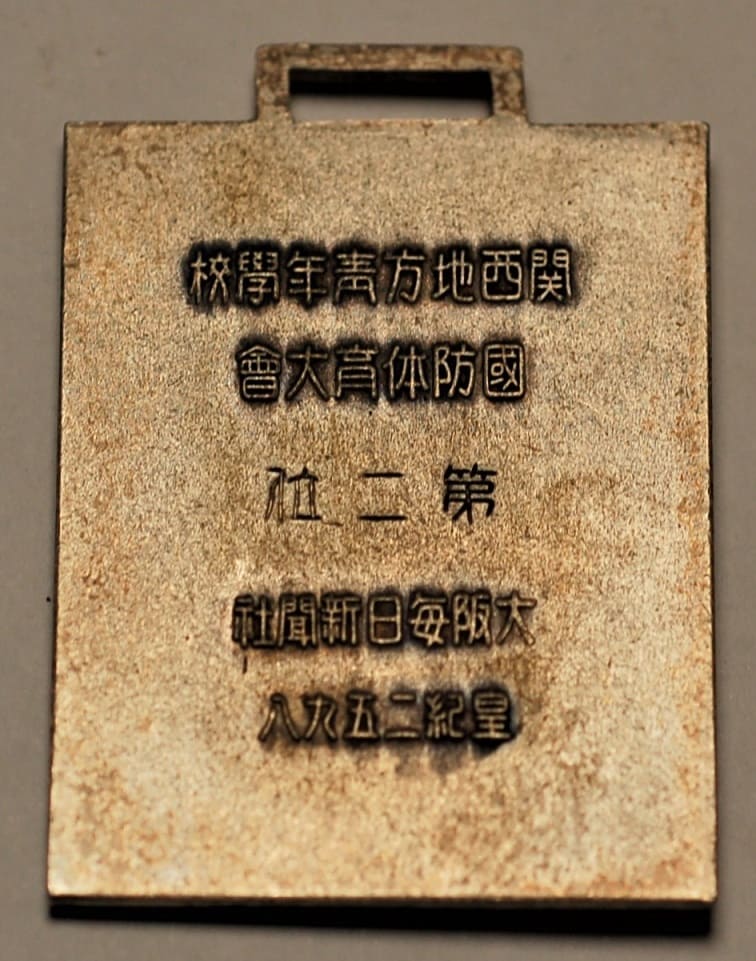 関西地方青年學校
國防体育大會
第二位
大阪毎日新聞社
皇紀二五九八